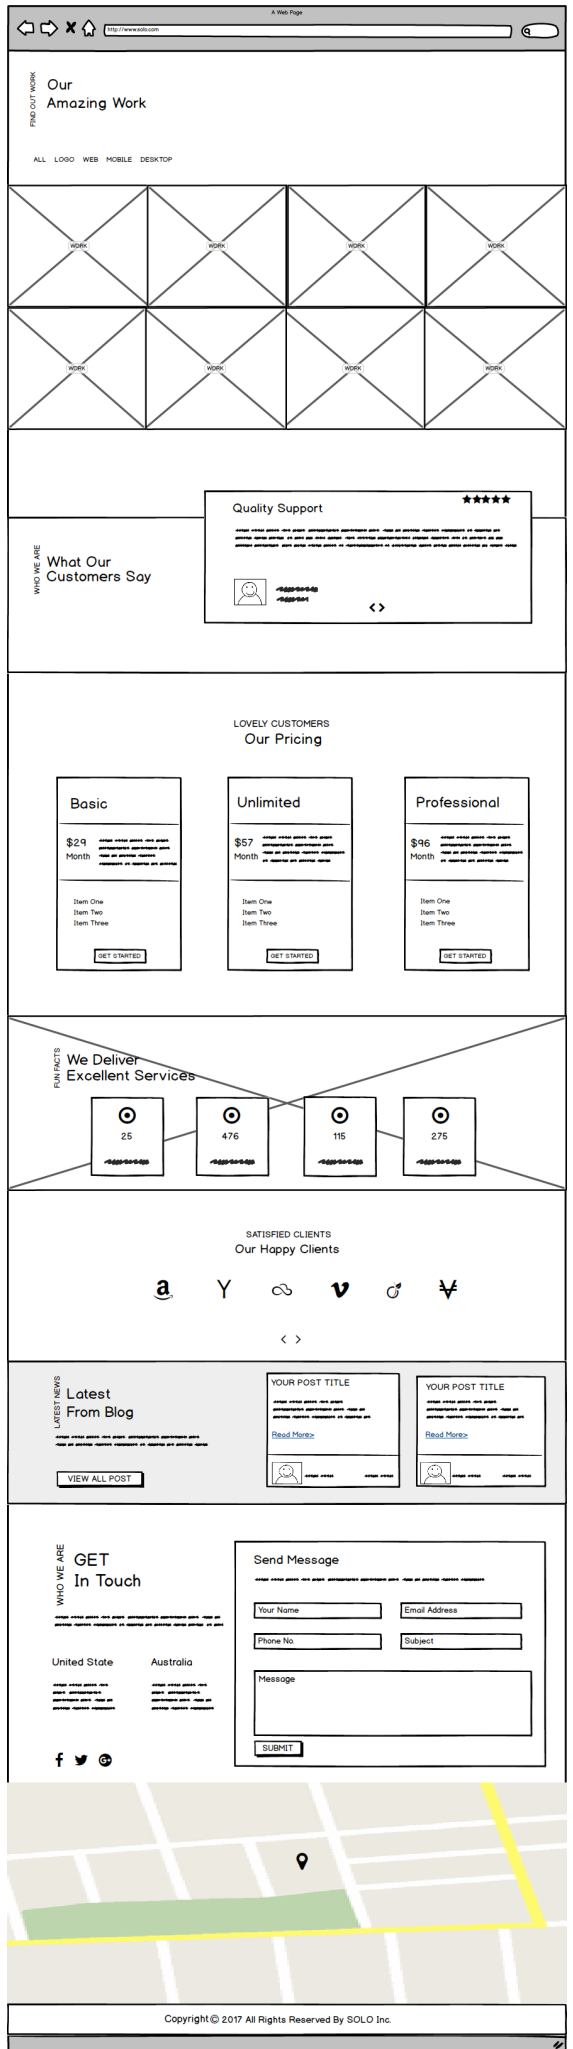 A Web Page
http://www.solo.com
FIND OUT WORK
Our
Amazing Work
ALL LOGO WEB MOBILE DESKTOP
WORK WORK WORK WORK
WORK WORK WORK WORK
Quality Support
WHO WE ARE
What Our
Customers Say
LOVELY CUSTOMERS
Our Pricing
Basic
$29
Month
Item One
Item Two
Item Three
GET STARTED
Unlimited
$57
Month
Item One
Item Two
Item Three
GET STARTED
Professional
$96
Month
Item One
Item Two
Item Three
GET STARTED
FUN FACTS
We Deliver
Excellent Services
25 476 115 275
SATISFIED CLIENTS
Our Happy Clients
LATEST NEWS
Latest
From Blog
VIEW ALL POST
YOUR POST TITLE
Read More>
YOUR POST TITLE
Read More>
WHO WE ARE
GET
In Touch
United State
Australia
Send Message
Your Name
Email Address
Phone No
Subject
Message
SUBMIT
Copyright© 2017 All Rights Reserved By SOLO Inc.